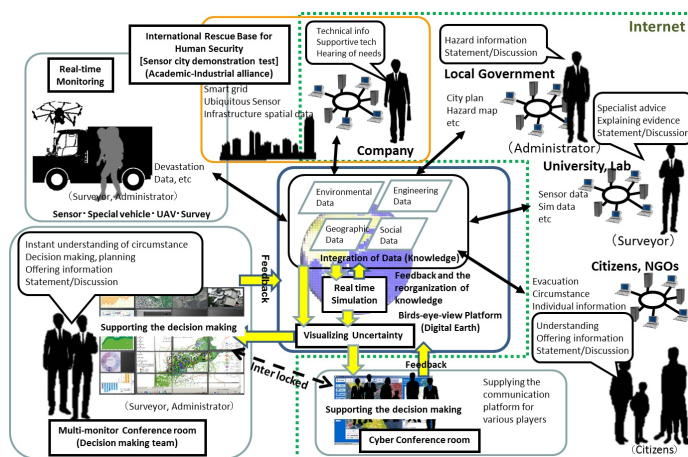 Internet
International Rescue Base for
Human Security
[Sensor city demonstration test]
(Academic-Industrial alliance)
Smart grid
Ubiquitous Sensor
Infrastructure spatial data
Technical info
Supportive tech
Hearing of needs
Company
Real-time
Monitoring
Devastation
Data, etc
(Surveyor, Administrator)
Sensor・Special vehicle・UAV・Survey
Hazard information
Statement/Discussion
Local Government
City plan
Hazard map
etc
(Administrator)
Specialist advice
Explaining evidence
Statement/Discussion
University, Lab
Sensor data
Sim data
etc
(Surveyor)
Citizens, NGOs
Evacuation
Circumstance
Individual information
Understanding
Offering information
Statement/Discussion
(Citizens)
Environmental
Data
Engineering
Data
Geographic
Data
Social
Data
Integration of Data (Knowledge)
Real time
Simulation
Feedback and the
reorganization of
knowledge
Birds-eye-view Platform
(Digital Earth)
Visualizing Uncertainty
Feedback
Feedback
Instant understanding of circumstance
Decision making, planning
Offering information
Statement/Discussion
Supporting the decision making
(Surveyor, Administrator)
Multi-monitor Conference room
(Decision making team)
Inter locked
Supporting the decision making
Cyber Conference room
Supplying the
communication
platform for
various players